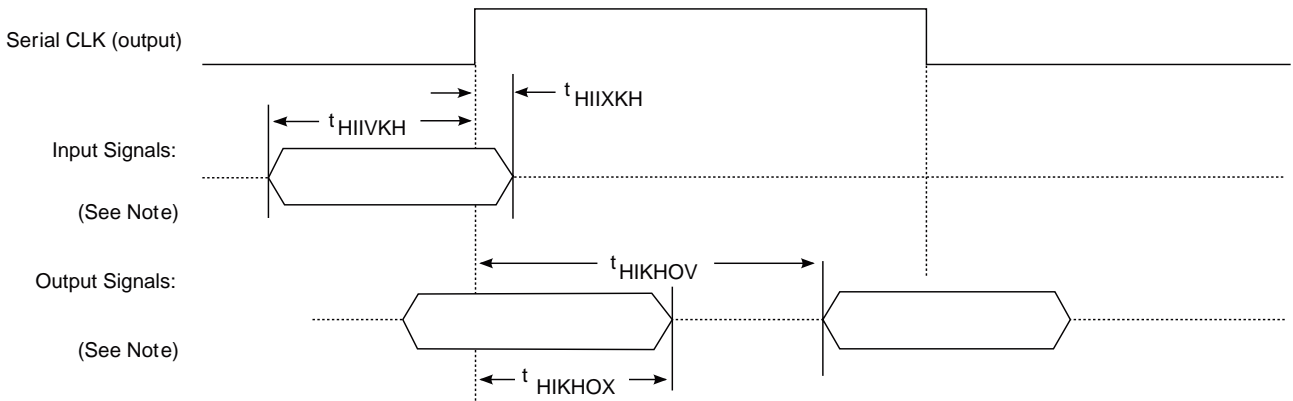 Serial CLK (output)
t HIIXKH
t HIIVKH
Input Signals:
(See Note)
t HIKHOV
Output Signals:
(See Note)
t HIKHOX